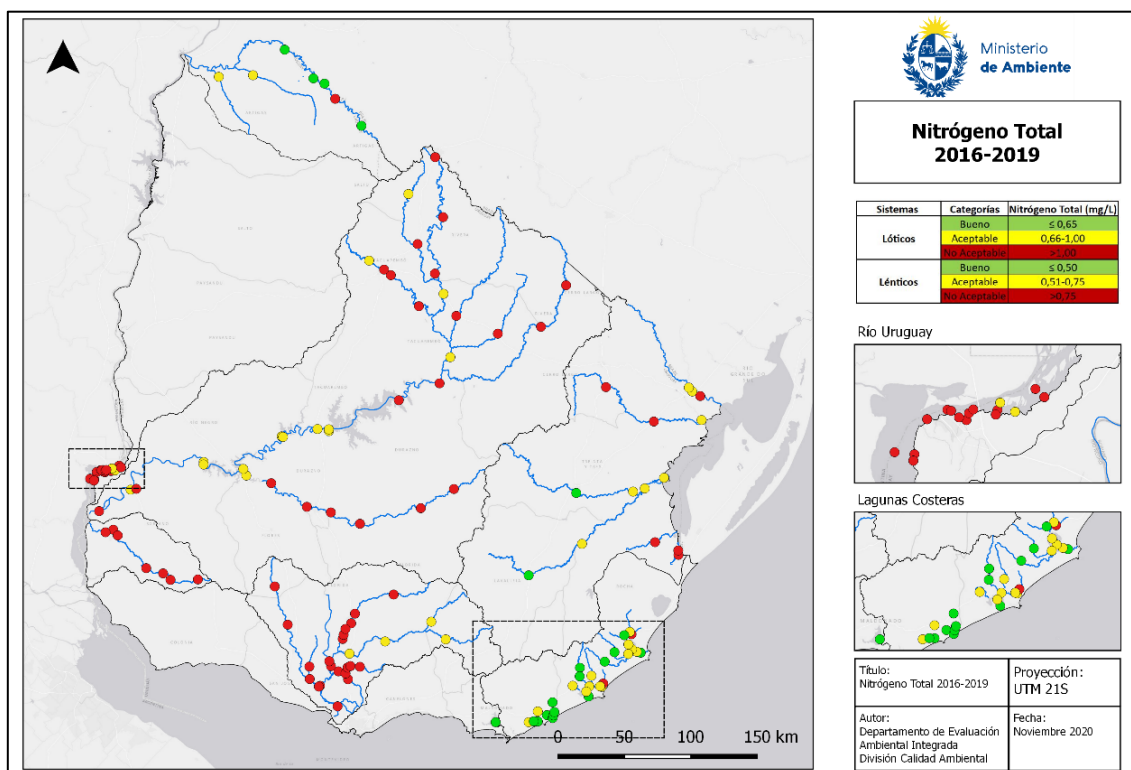 Ministerio
de Ambiente
Nitrógeno Total
2016-2019
Sistemas Categorías Nitrógeno Total (mg/L)
Lóticos
Bueno ≤ 0,65
Aceptable 0,66-1,00
No Aceptable >1,00
Lénticos
Bueno ≤ 0,50
Aceptable 0,51-0,75
No Aceptable >0,75
Río Uruguay
Lagunas Costeras
0 50 100 150 km
Título:
Nitrógeno Total 2016-2019
Proyección:
UTM 21S
Autor:
Departamento de Evaluación
Ambiental Integrada
División Calidad Ambiental
Fecha:
Noviembre 2020